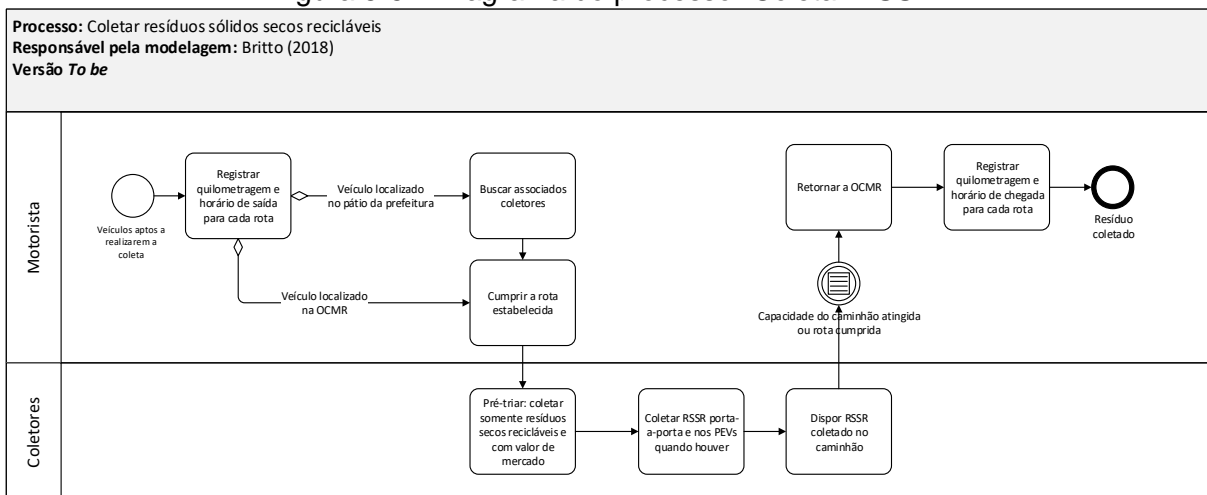 Processo: Coletar resíduos sólidos secos recicláveis
Responsável pela modelagem: Britto (2018)
Versão To be
Motorista
Veículos aptos a
realizarem a
coleta
Registrar
quilometragem e
horário de saída
para cada rota
Veículo localizado
no pátio da prefeitura
Buscar associados
coletores
Veículo localizado
na OCMR
Cumprir a rota
estabelecida
Retornar a OCMR
Registrar
quilometragem e
horário de chegada
para cada rota
Resíduo
coletado
Capacidade do caminhão atingida
ou rota cumprida
Coletores
Pré-triar: coletar
somente resíduos
secos recicláveis e
com valor de
mercado
Coletar RSSR porta-
a-porta e nos PEVs
quando houver
Dispor RSSR
coletado no
caminhão